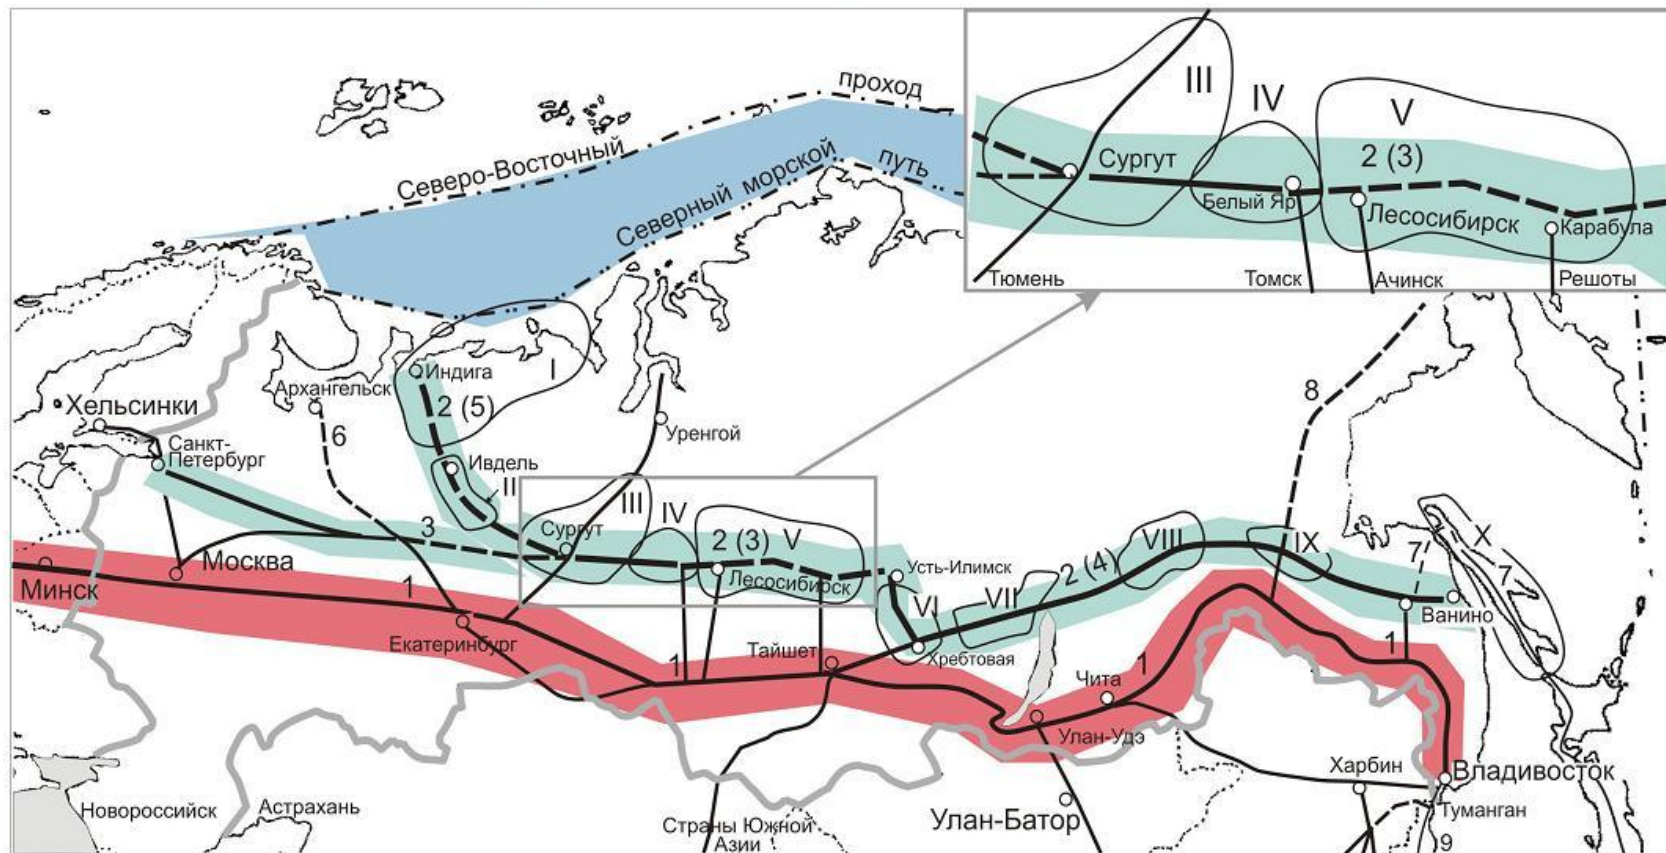 проход
Северо-Восточный
путь
Северный морской
III
IV
V
Сургут
2 (3)
Белый Яр
Лесосибирск
Карабула
Тюмень
Томск
Ачинск
Решоты
I
Индига
Архангельск
2 (5)
8
Хельсинки
6
Уренгой
Санкт-
Петербург
Ивдель
II
III
IV
3
Сургут
2 (3)
V
VIII
IX
7
X
7
Лесосибирск
Усть-Илимск
2 (4)
Москва
Минск
1
VI
VII
Ванино
Екатеринбург
Тайшет
Хребтовая
1
1
1
Чита
Улан-Удэ
Харбин
Владивосток
Новороссийск
Астрахань
Улан-Батор
Туманган
Страны Южной
Азии
9